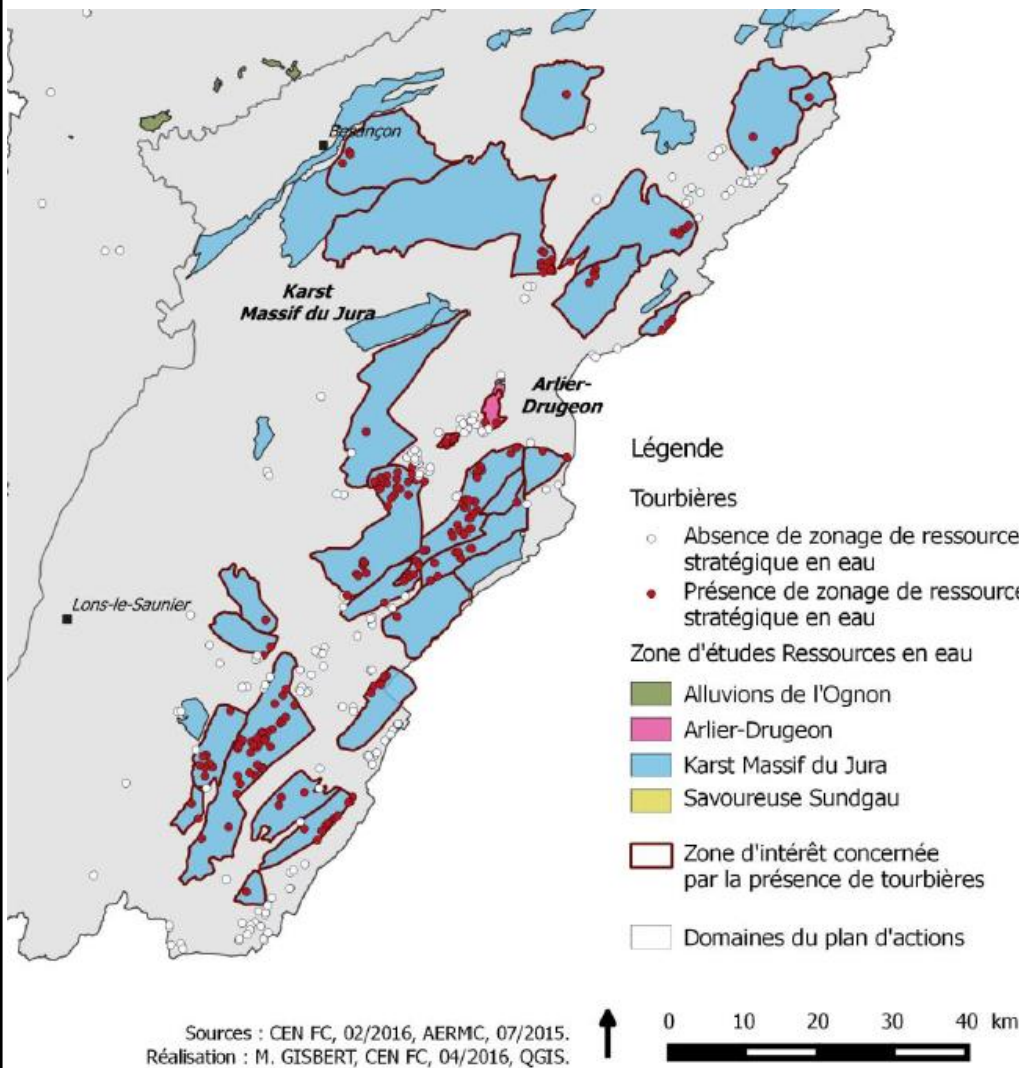 Besançon
Karst
Massif du Jura
Arlier-
Drugeon
Lons-le-Saunier
Légende
Tourbières
Absence de zonage de ressource
stratégique en eau
Présence de zonage de ressource
stratégique en eau
Zone d'études Ressources en eau
Alluvions de l'Ognon
Arlier-Drugeon
Karst Massif du Jura
Savoureuse Sundgau
Zone d'intérêt concernée
par la présence de tourbières
Domaines du plan d'actions
Sources : CEN FC, 02/2016, AERMC, 07/2015.
Réalisation : M. GISBERT, CEN FC, 04/2016, QGIS.
0 10 20 30 40 km